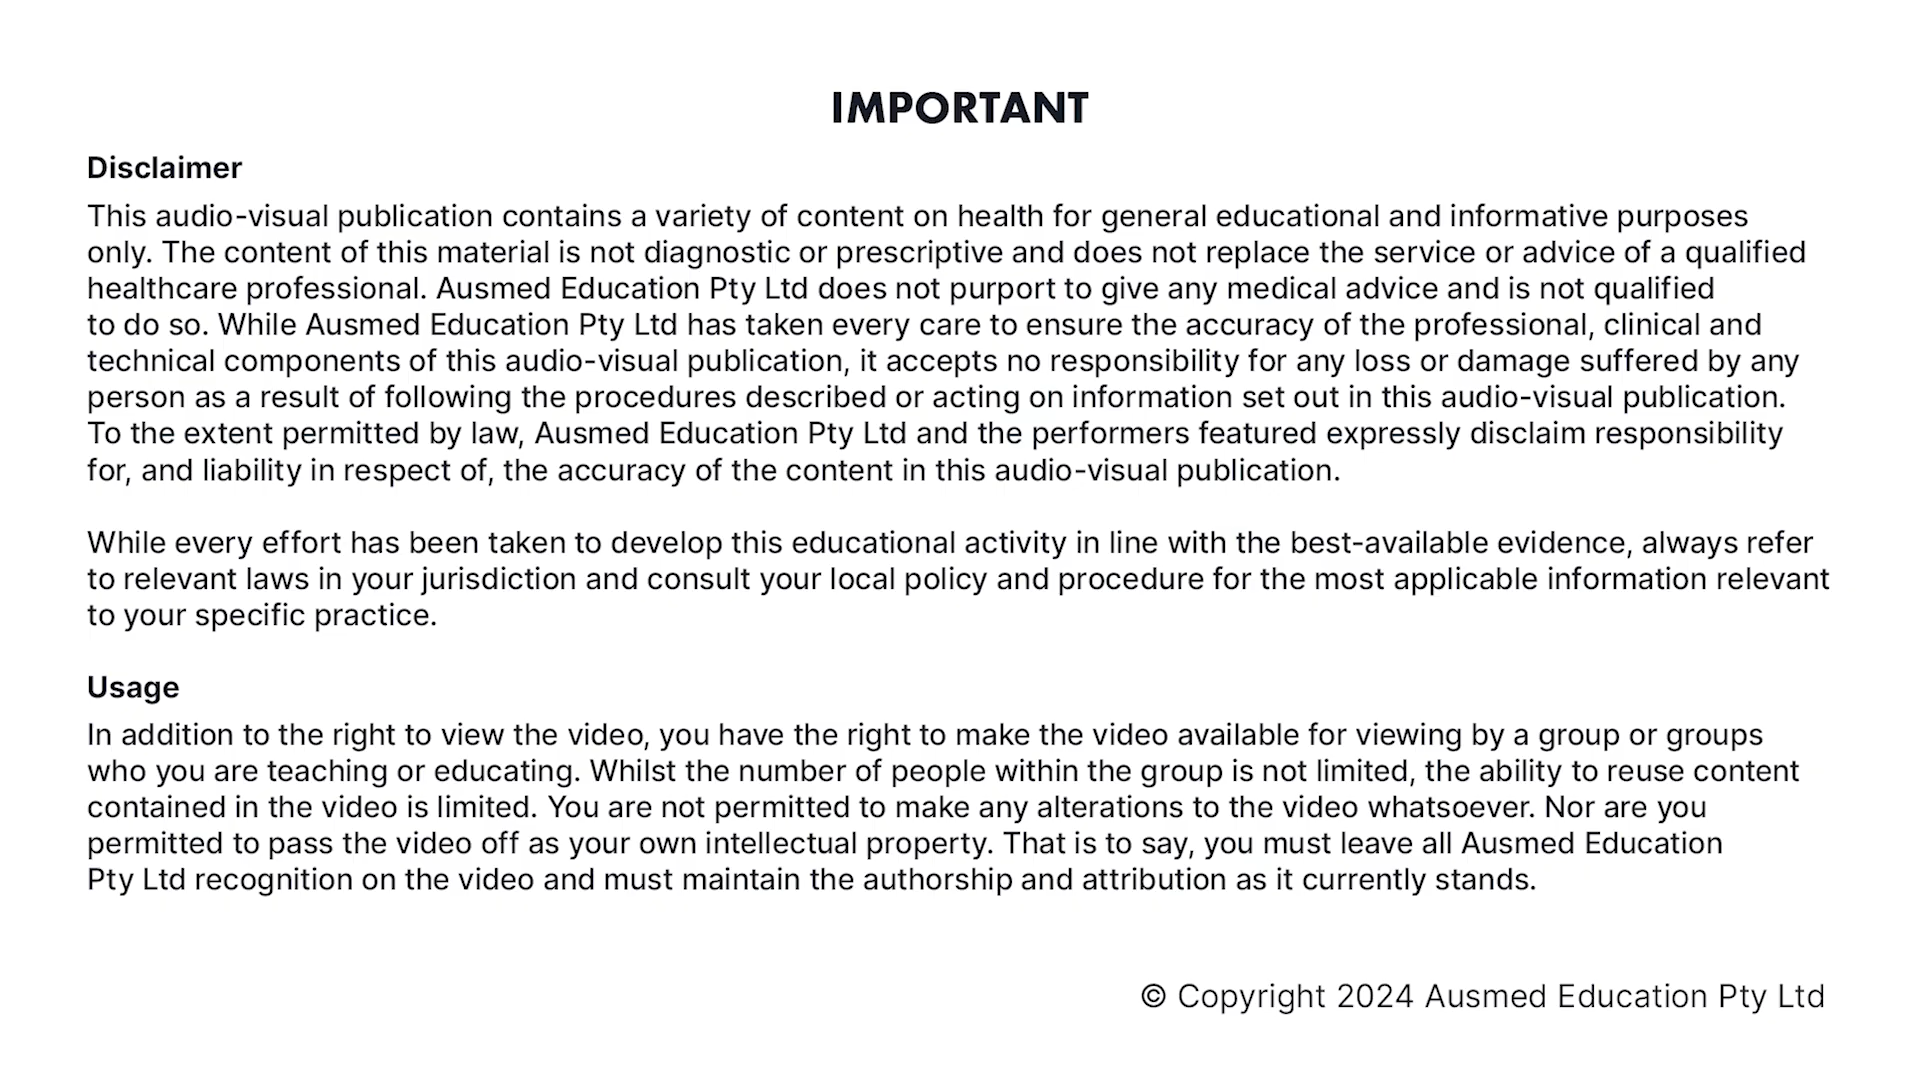 IMPORTANT
Disclaimer
This audio-visual publication contains a variety of content on health for general educational and informative purposes
only. The content of this material is not diagnostic or prescriptive and does not replace the service or advice of a qualified
healthcare professional. Ausmed Education Pty Ltd does not purport to give any medical advice and is not qualified
to do so. While Ausmed Education Pty Ltd has taken every care to ensure the accuracy of the professional, clinical and
technical components of this audio-visual publication, it accepts no responsibility for any loss or damage suffered by any
person as a result of following the procedures described or acting on information set out in this audio-visual publication.
To the extent permitted by law, Ausmed Education Pty Ltd and the performers featured expressly disclaim responsibility
for, and liability in respect of, the accuracy of the content in this audio-visual publication.
While every effort has been taken to develop this educational activity in line with the best-available evidence, always refer
to relevant laws in your jurisdiction and consult your local policy and procedure for the most applicable information relevant
to your specific practice.
Usage
In addition to the right to view the video, you have the right to make the video available for viewing by a group or groups
who you are teaching or educating. Whilst the number of people within the group is not limited, the ability to reuse content
contained in the video is limited. You are not permitted to make any alterations to the video whatsoever. Nor are you
permitted to pass the video off as your own intellectual property. That is to say, you must leave all Ausmed Education
Pty Ltd recognition on the video and must maintain the authorship and attribution as it currently stands.
© Copyright 2024 Ausmed Education Pty Ltd